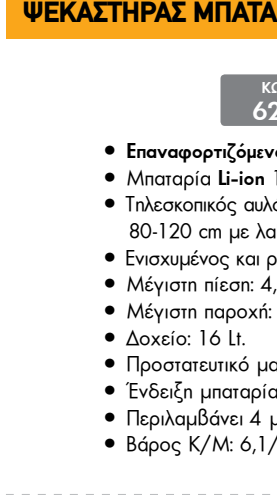 ΨΕΚΑΣΤΗΡΑΣ ΜΠΑΤΑ
ΚΩ
62
• Επαναφορτιζόμενο
• Μπαταρία Li-ion 1
• Τηλεσκοπικός αυλό
80-120 cm με λα
• Ενισχυμένος και ρ
• Μέγιστη πίεση: 4,
• Μέγιστη παροχή:
• Δοχείο: 16 Lt.
• Προστατευτικό μα
• Ένδειξη μπαταρία
• Περιλαμβάνει 4 μ
• Βάρος Κ/Μ: 6,1/